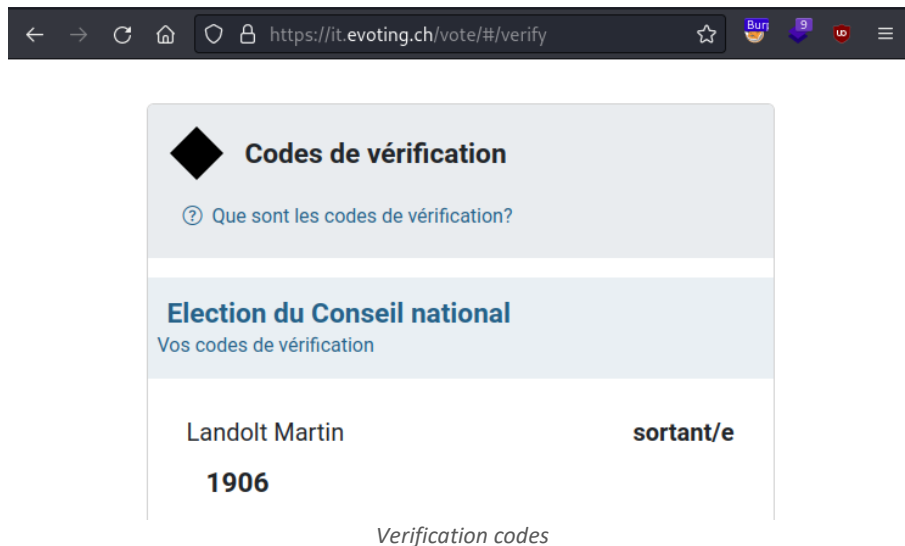 https://it.evoting.ch/vote/#/verify
Burp
9
Codes de vérification
? Que sont les codes de vérification?
Election du Conseil national
Vos codes de vérification
Landolt Martin sortant/e
1906
Verification codes